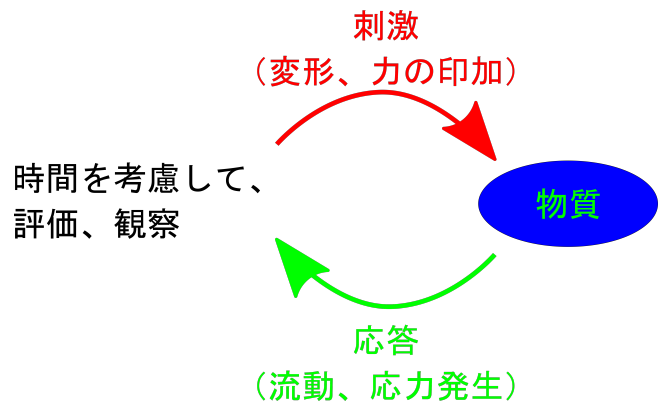 刺激
（変形、力の印加）
時間を考慮して、
評価、観察
物質
応答
（流動、応力発生）